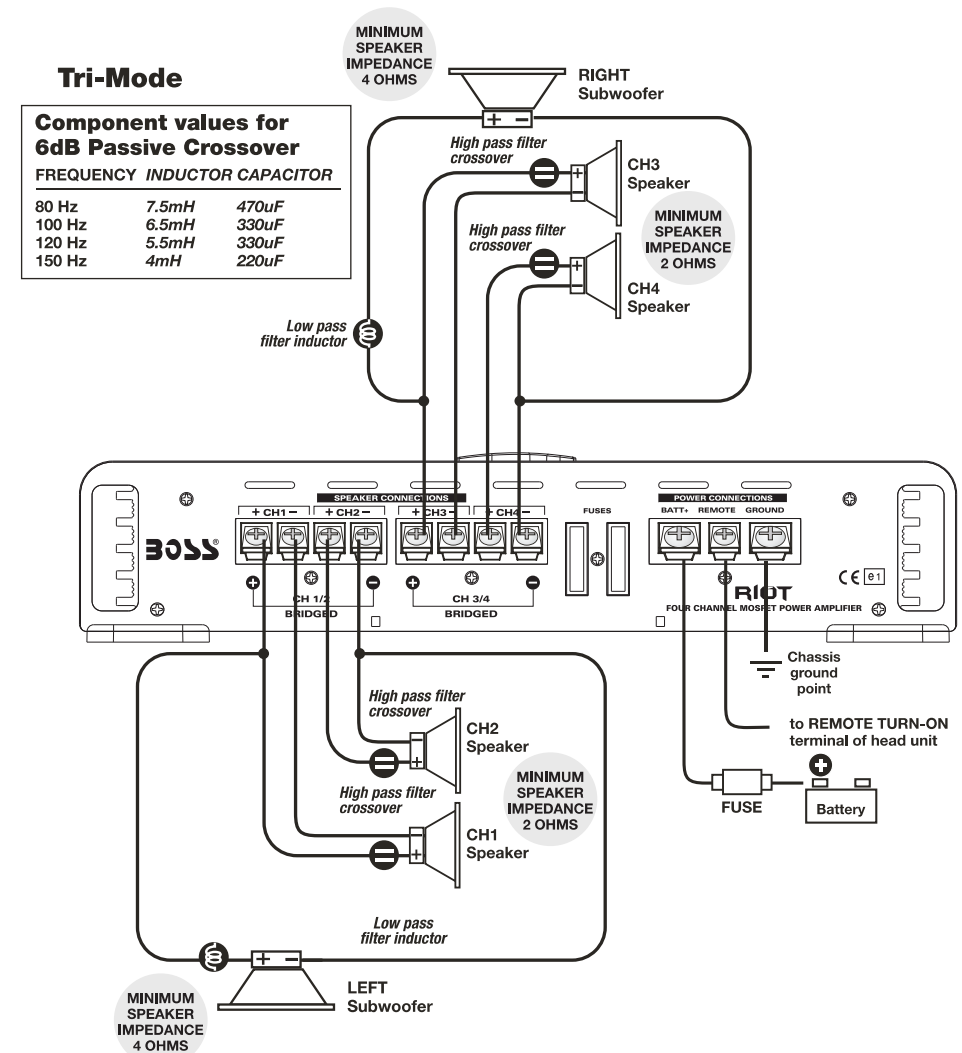 Tri-Mode
Component values for
6dB Passive Crossover
FREQUENCY INDUCTOR CAPACITOR
80 Hz 7.5mH 470uF
100 Hz 6.5mH 330uF
120 Hz 5.5mH 330uF
150 Hz 4mH 220uF
MINIMUM
SPEAKER
IMPEDANCE
4 OHMS
RIGHT
Subwoofer
+ −
High pass filter
crossover
+
−
CH3
Speaker
MINIMUM
SPEAKER
IMPEDANCE
2 OHMS
High pass filter
crossover
+
−
CH4
Speaker
Low pass
filter inductor
SPEAKER CONNECTIONS
+ CH1 − + CH2 − + CH3 − + CH4 −
FUSES
POWER CONNECTIONS
BATT+ REMOTE GROUND
BOSS®
+ −
CH 1/2
BRIDGED
+ −
CH 3/4
BRIDGED
RIOT
FOUR CHANNEL MOSFET POWER AMPLIFIER
CE e1
Chassis
ground
point
to REMOTE TURN-ON
terminal of head unit
+
FUSE
Battery
High pass filter
crossover
−
+
CH2
Speaker
High pass filter
crossover
−
+
CH1
Speaker
MINIMUM
SPEAKER
IMPEDANCE
2 OHMS
Low pass
filter inductor
+ −
LEFT
Subwoofer
MINIMUM
SPEAKER
IMPEDANCE
4 OHMS